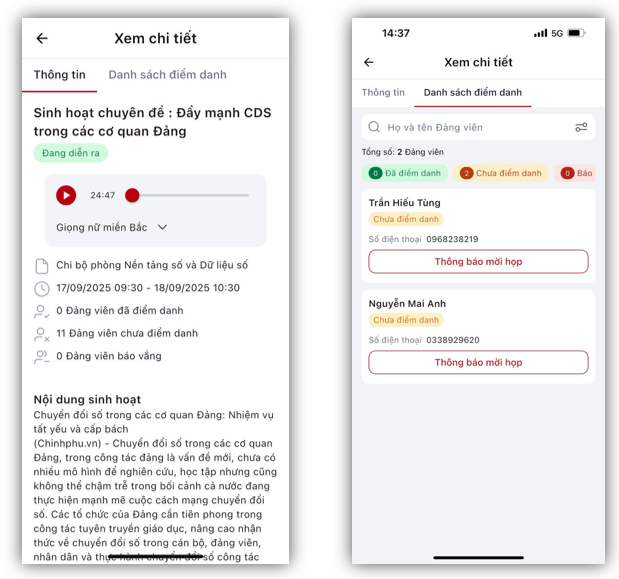 Xem chi tiết
Thông tin
Danh sách điểm danh
Sinh hoạt chuyên đề : Đẩy mạnh CDS
trong các cơ quan Đảng
Đang diễn ra
24:47
Giọng nữ miền Bắc
Chi bộ phòng Nền tảng số và Dữ liệu số
17/09/2025 09:30 - 18/09/2025 10:30
0 Đảng viên đã điểm danh
11 Đảng viên chưa điểm danh
0 Đảng viên báo vắng
Nội dung sinh hoạt
Chuyển đổi số trong các cơ quan Đảng: Nhiệm vụ
tất yếu và cấp bách
(Chinhphu.vn) - Chuyển đổi số trong các cơ quan
Đảng, trong công tác đảng là vấn đề mới, chưa có
nhiều mô hình để nghiên cứu, học tập nhưng cũng
không thể chậm trễ trong bối cảnh cả nước đang
thực hiện mạnh mẽ cuộc cách mạng chuyển đổi
số. Các tổ chức của Đảng cần tiên phong trong
công tác tuyên truyền giáo dục, nâng cao nhận
thức về chuyển đổi số trong cán bộ, đảng viên,
nhân dân và thực hành chuyển đổi số công tác
14:37
5G
Xem chi tiết
Thông tin
Danh sách điểm danh
Họ và tên Đảng viên
Tổng số: 2 Đảng viên
0 Đã điểm danh
2 Chưa điểm danh
0 Báo
Trần Hiếu Tùng
Chưa điểm danh
Số điện thoại 0968238219
Thông báo mời họp
Nguyễn Mai Anh
Chưa điểm danh
Số điện thoại 0338929620
Thông báo mời họp